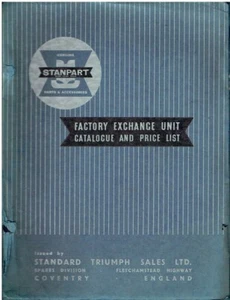 GENUINE
STANPART
PARTS & ACCESSORIES
FACTORY EXCHANGE UNIT
CATALOGUE AND PRICE LIST
Issued by
STANDARD TRIUMPH SALES LTD.
SPARES DIVISION FLETCHAMSTEAD HIGHWAY
COVENTRY ENGLAND